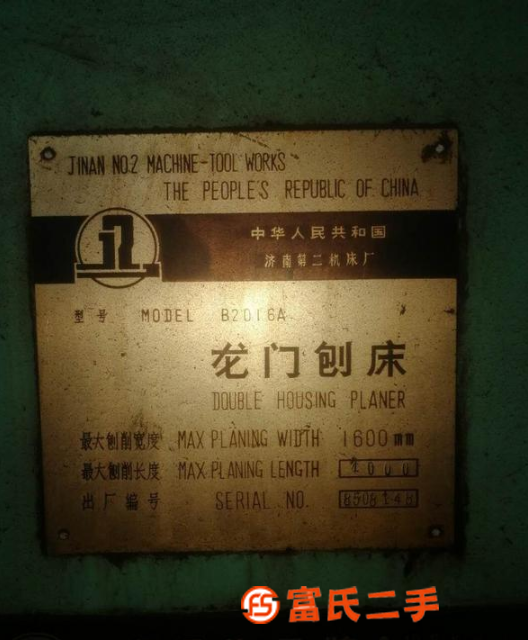 JINAN NO.2 MACHINE-TOOL WORKS
THE PEOPLE'S REPUBLIC OF CHINA
中华人民共和国
济南第二机床厂
型号 MODEL B2016A
龙门刨床
DOUBLE HOUSING PLANER
最大刨削宽度 MAX PLANING WIDTH 1600mm
最大刨削长度 MAX PLANING LENGTH
出厂编号 SERIAL NO.
富氏二手